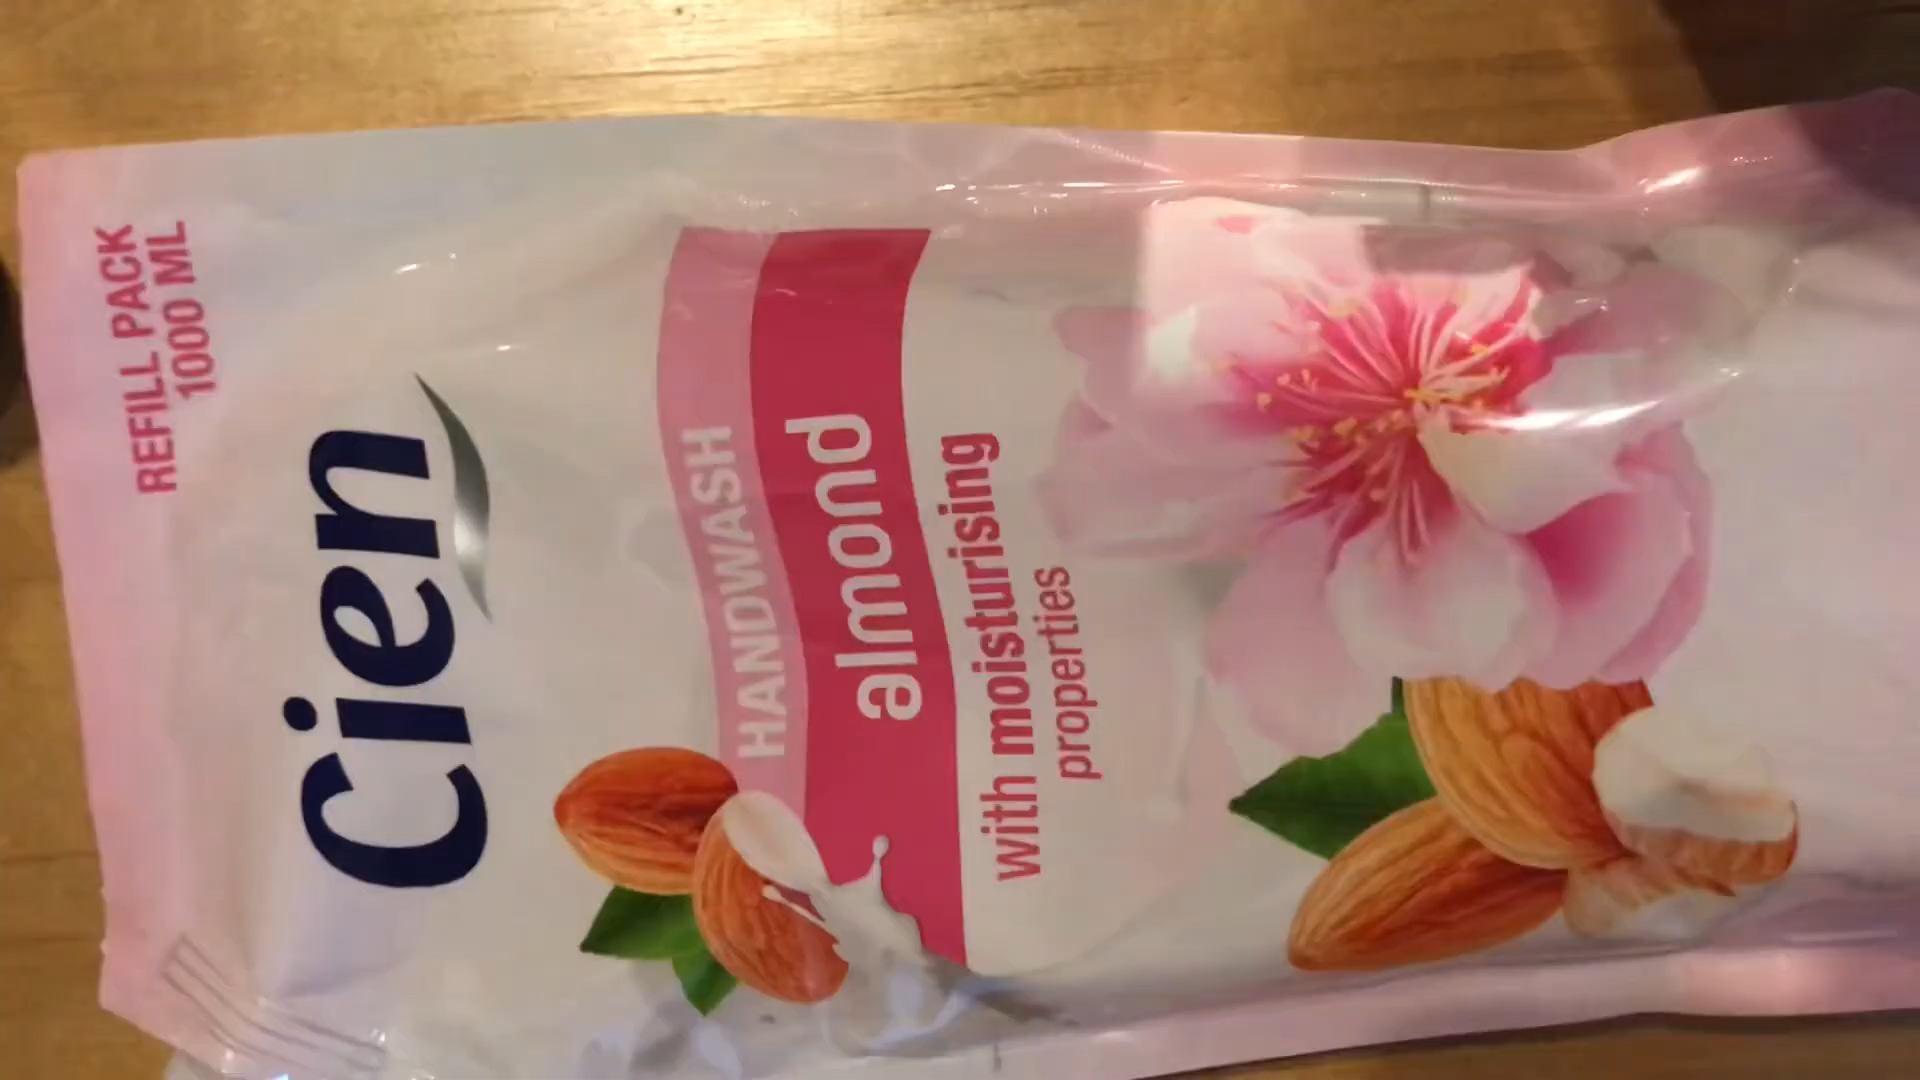 REFILL PACK
1000 ML
Cien
HANDWASH
almond
with moisturising
properties